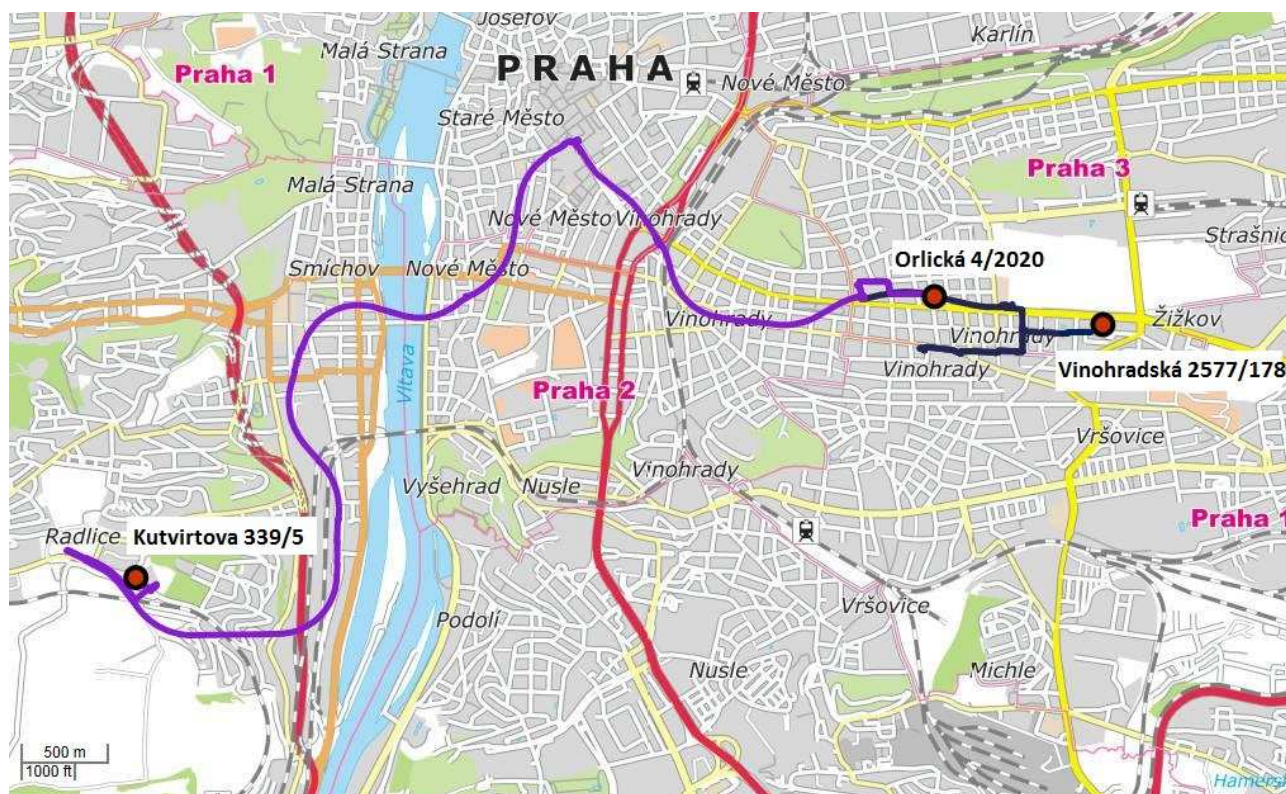 Josefov
Malá Strana
Karlín
Praha 1
PRAHA
Nové Město
Staré Město
Malá Strana
Praha 3
Nové Město
Vinohrady
Strašnic
Orlická 4/2020
Smíchov
Nové Město
Vinohrady
Vinohrady
Žižkov
Vinohrady
Vinohradská 2577/178
Vltava
Praha 2
Vršovice
Vinohrady
Vyšehrad
Nusle
Radlice
Kutvirtova 339/5
Praha 1
Vršovice
Podolí
Nusle
Michle
500 m
1000 ft
Hamersk